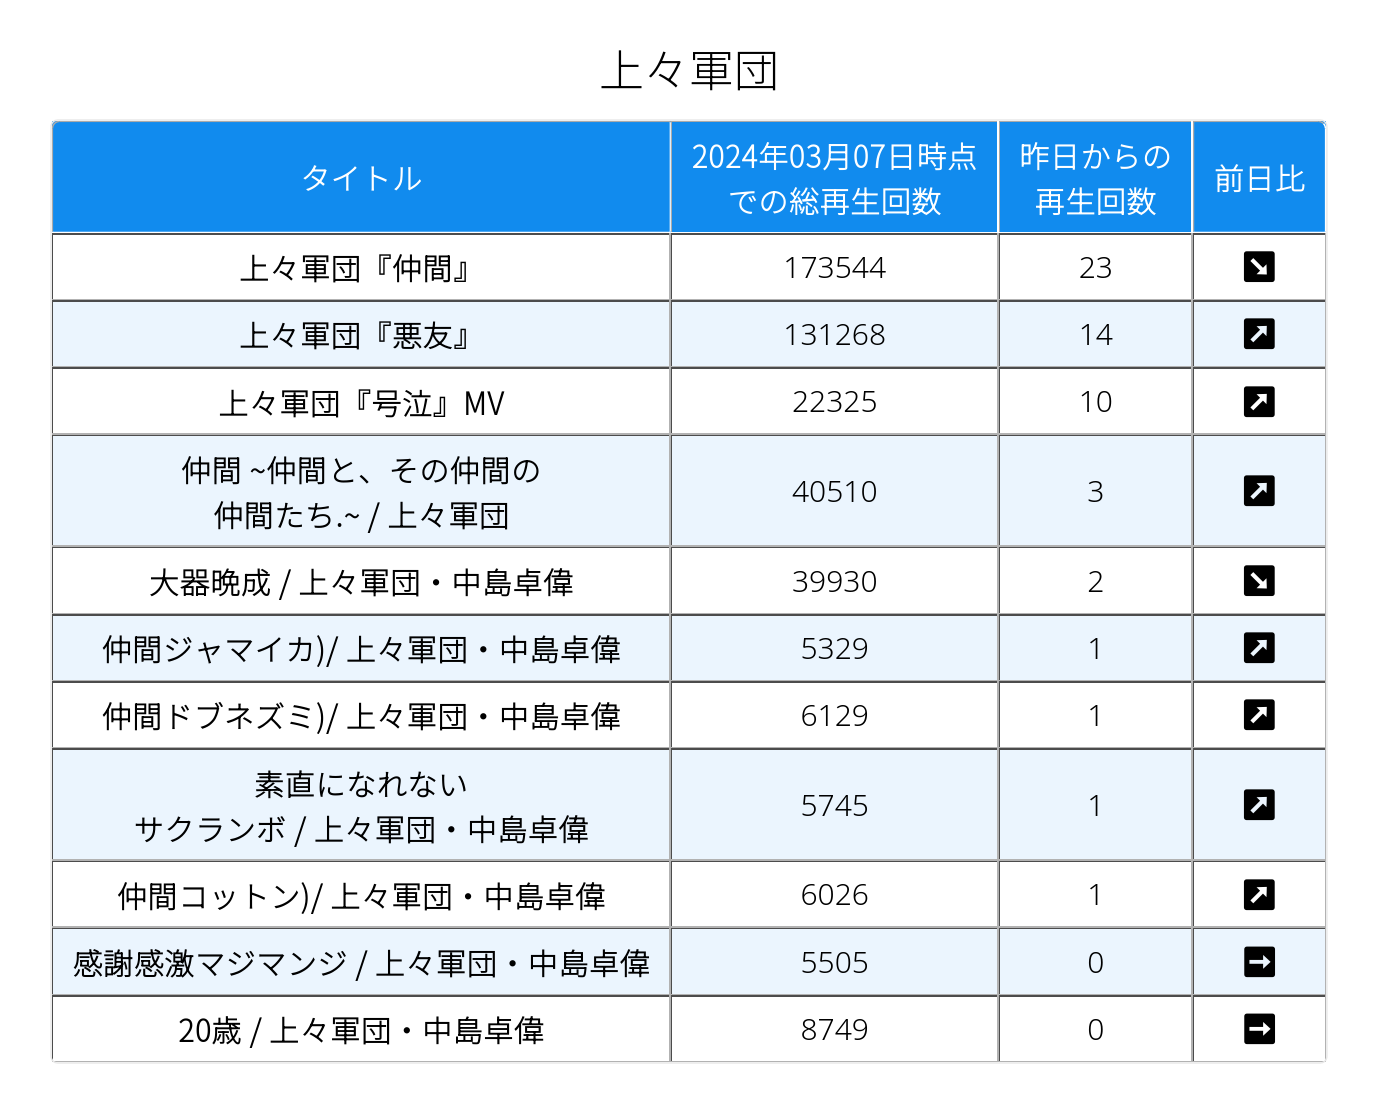 上々軍団
タイトル
2024年03月07日時点
での総再生回数
昨日からの
再生回数
前日比
上々軍団『仲間』 173544 23
上々軍団『悪友』 131268 14
上々軍団『号泣』MV 22325 10
仲間 ~仲間と、その仲間の
仲間たち.~ / 上々軍団 40510 3
大器晩成 / 上々軍団・中島卓偉 39930 2
仲間ジャマイカ)/ 上々軍団・中島卓偉 5329 1
仲間ドブネズミ)/ 上々軍団・中島卓偉 6129 1
素直になれない
サクランボ / 上々軍団・中島卓偉 5745 1
仲間コットン)/ 上々軍団・中島卓偉 6026 1
感謝感激マジマンジ / 上々軍団・中島卓偉 5505 0
20歳 / 上々軍団・中島卓偉 8749 0